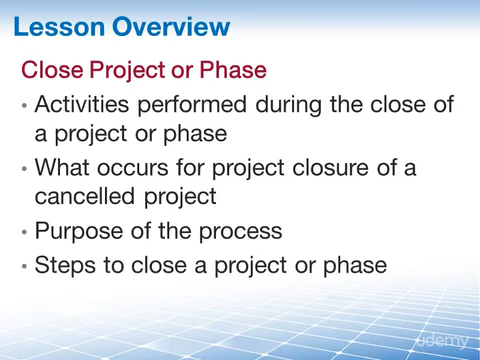 Lesson Overview
Close Project or Phase
• Activities performed during the close of
a project or phase
• What occurs for project closure of a
cancelled project
• Purpose of the process
• Steps to close a project or phase
udemy